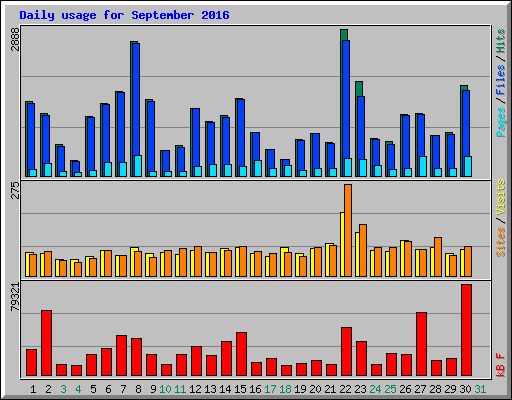 Daily usage for September 2016
2888
Pages / Files / Hits
275
Sites / Visits
79321
kB F
1 2 3 4 5 6 7 8 9 10 11 12 13 14 15 16 17 18 19 20 21 22 23 24 25 26 27 28 29 30 31